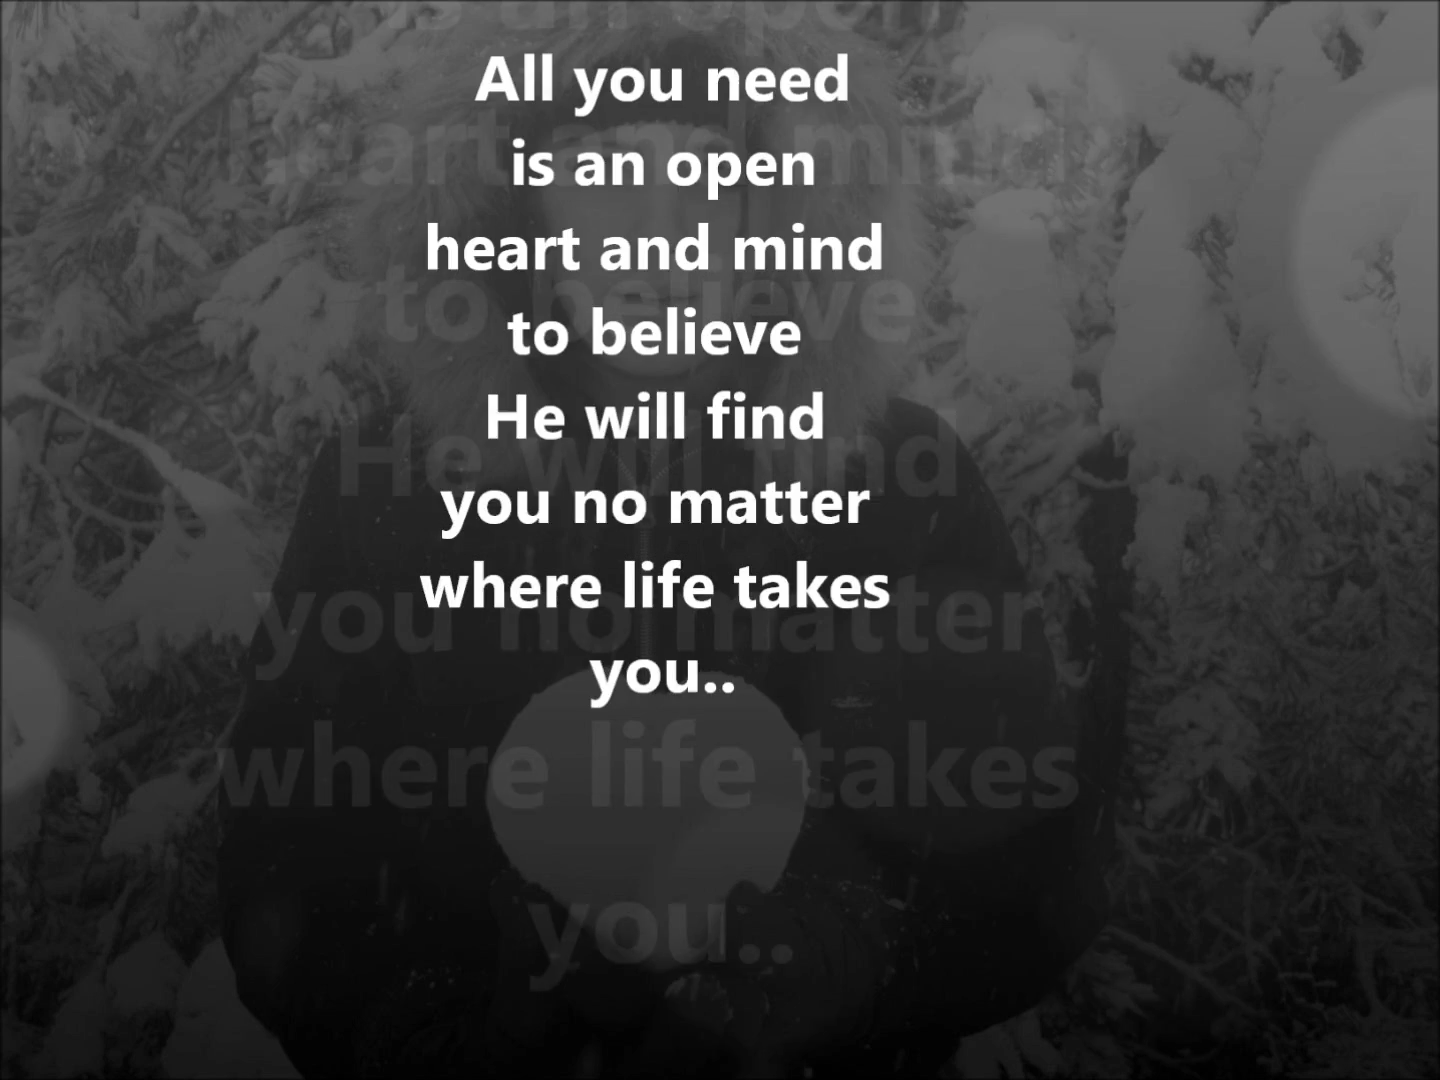 All you need
is an open
heart and mind
to believe
He will find
you no matter
where life takes
you..